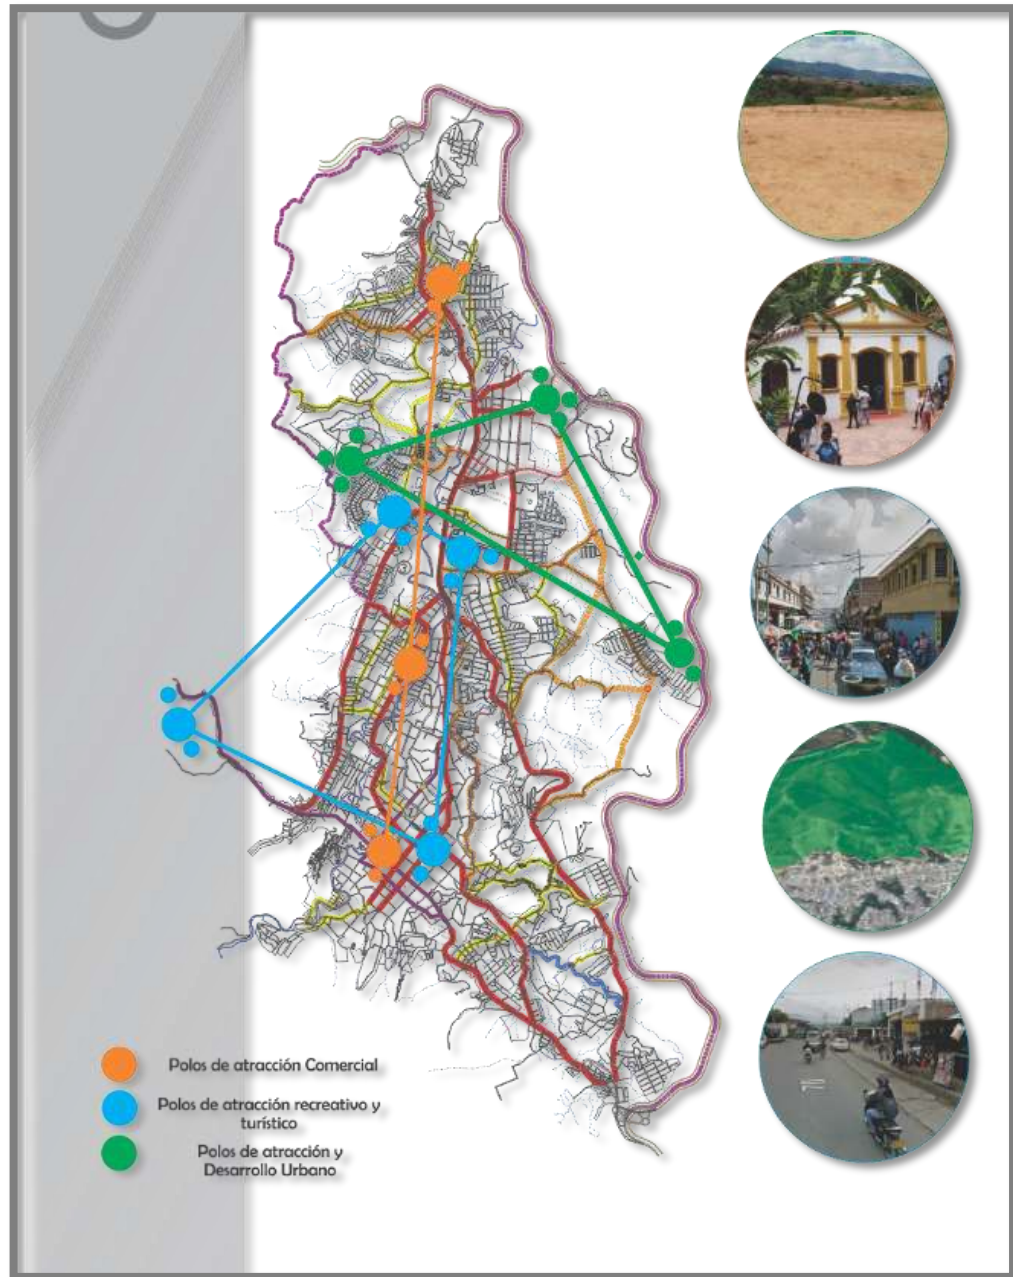 Polos de atracción Comercial
Polos de atracción recreativo y
turístico
Polos de atracción y
Desarrollo Urbano